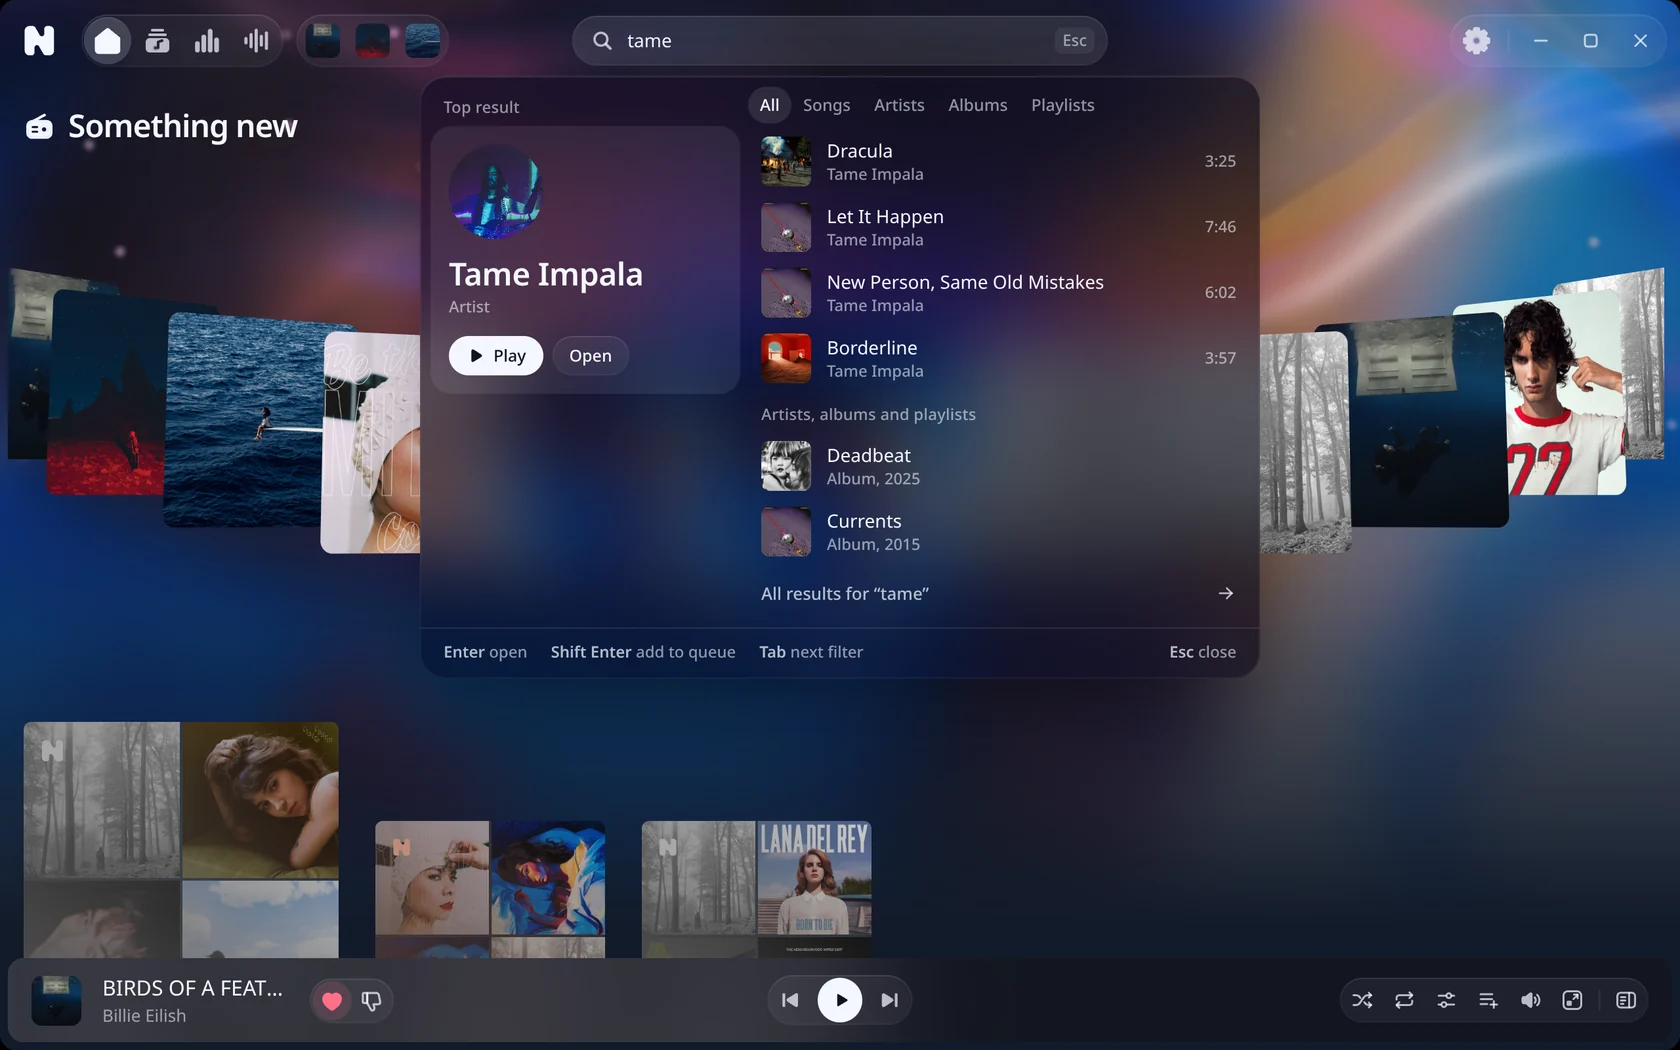 N
tame
Esc
Something new
Top result
Tame Impala
Artist
Play
Open
All
Songs
Artists
Albums
Playlists
Dracula
Tame Impala
3:25
Let It Happen
Tame Impala
7:46
New Person, Same Old Mistakes
Tame Impala
6:02
Borderline
Tame Impala
3:57
Artists, albums and playlists
Deadbeat
Album, 2025
Currents
Album, 2015
All results for “tame”
Enter open
Shift Enter add to queue
Tab next filter
Esc close
77
N
N
N
LANA DEL REY
BORN TO DIE
BIRDS OF A FEAT...
Billie Eilish